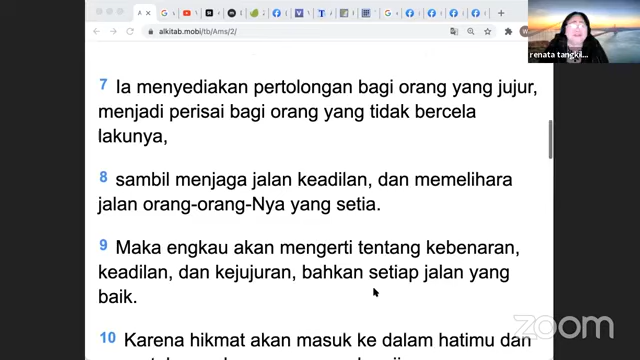 alkitab.mobi/tb/Ams/2/
renata tangkil...
7 Ia menyediakan pertolongan bagi orang yang jujur,
menjadi perisai bagi orang yang tidak bercela
lakunya,
8 sambil menjaga jalan keadilan, dan memelihara
jalan orang-orang-Nya yang setia.
9 Maka engkau akan mengerti tentang kebenaran,
keadilan, dan kejujuran, bahkan setiap jalan yang
baik.
10 Karena hikmat akan masuk ke dalam hatimu dan
zoom